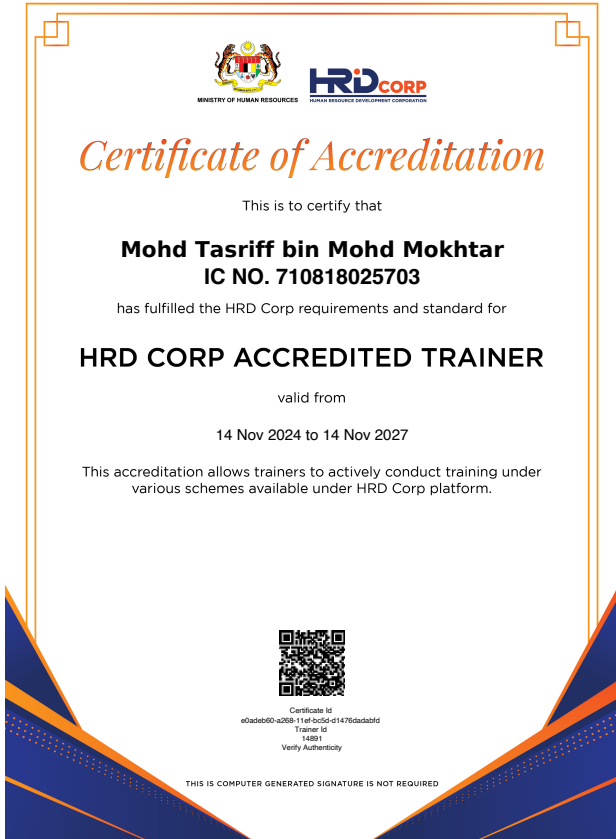 MINISTRY OF HUMAN RESOURCES
HRDCORP
HUMAN RESOURCE DEVELOPMENT CORPORATION
Certificate of Accreditation
This is to certify that
Mohd Tasriff bin Mohd Mokhtar
IC NO. 710818025703
has fulfilled the HRD Corp requirements and standard for
HRD CORP ACCREDITED TRAINER
valid from
14 Nov 2024 to 14 Nov 2027
This accreditation allows trainers to actively conduct training under
various schemes available under HRD Corp platform.
Certificate Id
e0adeb60-a268-11ef-bc5d-d1476dadabfd
Trainer Id
14891
Verify Authenticity
THIS IS COMPUTER GENERATED SIGNATURE IS NOT REQUIRED